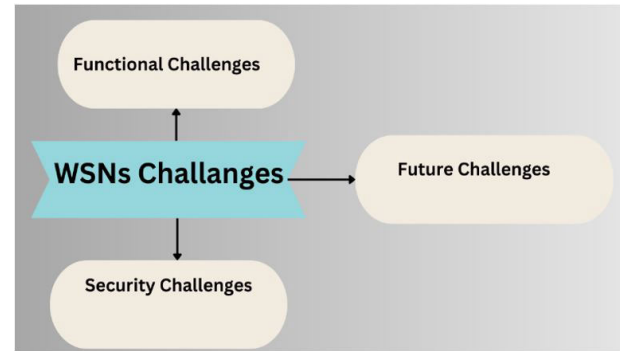 Functional Challenges
WSNs Challanges
Future Challenges
Security Challenges